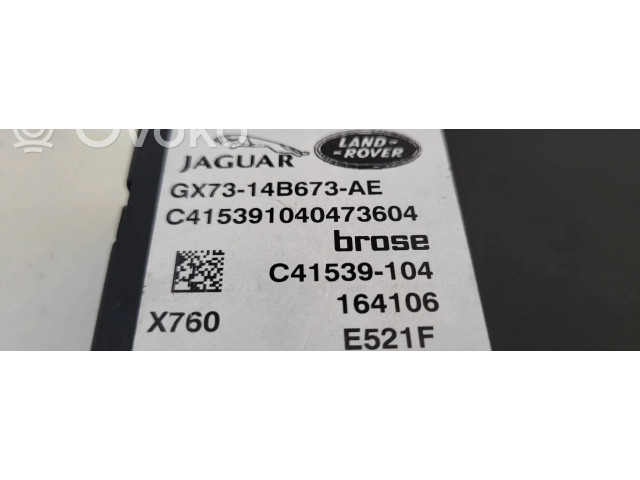 Ovoko
JAGUAR
LAND-
-ROVER
GX73-14B673-AE
C415391040473604
brose
C41539-104
164106
X760
E521F